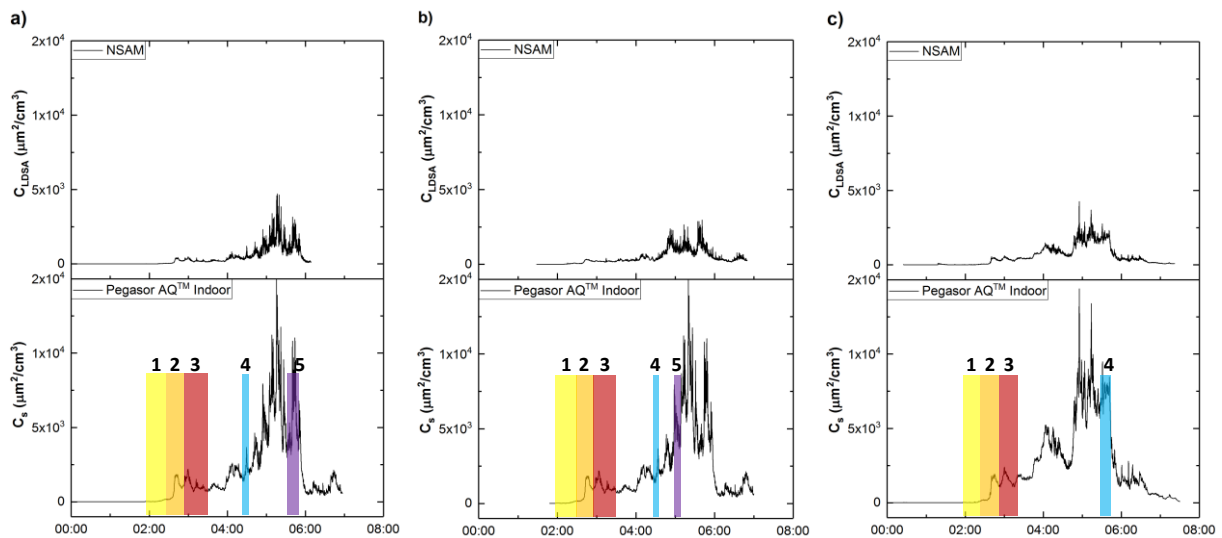 a)
2x10⁴
1x10⁴
5x10³
0
C_LDSA (μm²/cm³)
NSAM
2x10⁴
1x10⁴
5x10³
0
C_s (μm²/cm³)
Pegasor AQ™ Indoor
1 2 3 4 5
00:00 02:00 04:00 06:00 08:00
b)
2x10⁴
1x10⁴
5x10³
0
C_LDSA (μm²/cm³)
NSAM
2x10⁴
1x10⁴
5x10³
0
C_s (μm²/cm³)
Pegasor AQ™ Indoor
1 2 3 4 5
00:00 02:00 04:00 06:00 08:00
c)
2x10⁴
1x10⁴
5x10³
0
C_LDSA (μm²/cm³)
NSAM
2x10⁴
1x10⁴
5x10³
0
C_s (μm²/cm³)
Pegasor AQ™ Indoor
1 2 3 4
00:00 02:00 04:00 06:00 08:00